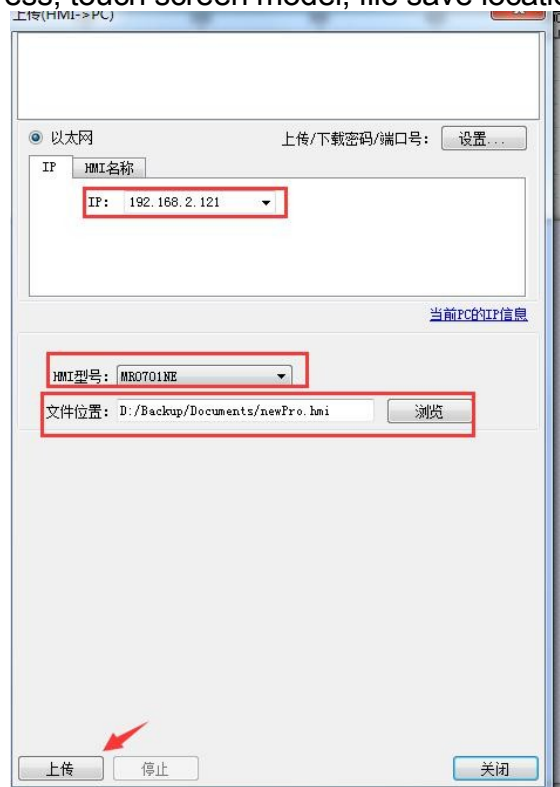 ess, touch screen model, file save locatio
上传(HMI->PC)
以太网
上传/下载密码/端口号: 设置...
IP HMI名称
IP: 192.168.2.121
当前PC的IP信息
HMI型号: MR0701NE
文件位置: D:/Backup/Documents/newPro.hmi 浏览
上传 停止 关闭